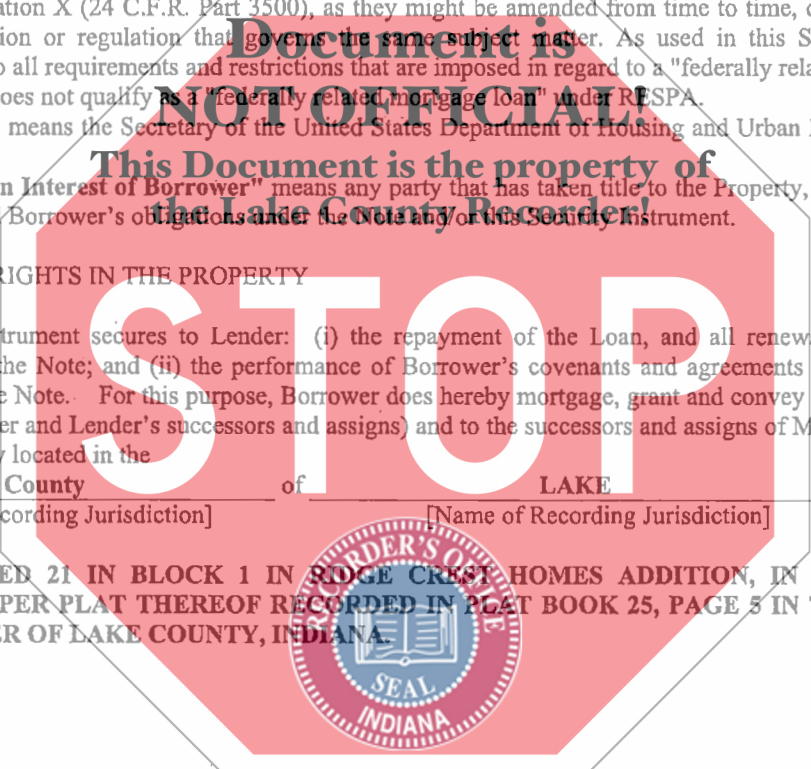 ation X (24 C.F.R. Part 3500), as they might be amended from time to time,
Document is
ion or regulation that governs the same subject matter. As used in this S
o all requirements and restrictions that are imposed in regard to a "federally rela
oes not qualify as a "federally related mortgage loan" under RESPA.
NOT OFFICIAL!
means the Secretary of the United States Department of Housing and Urban
This Document is the property of
n Interest of Borrower" means any party that has taken title to the Property,
the Lake County Recorder!
Borrower's obligations under the Note and/or this Security Instrument.
RIGHTS IN THE PROPERTY
STOP
trument secures to Lender: (i) the repayment of the Loan, and all renew
he Note; and (ii) the performance of Borrower's covenants and agreements
e Note. For this purpose, Borrower does hereby mortgage, grant and convey
er and Lender's successors and assigns) and to the successors and assigns of M
y located in the
County of LAKE
cording Jurisdiction] [Name of Recording Jurisdiction]
ED 21 IN BLOCK 1 IN RIDGE CREST HOMES ADDITION, IN
PER PLAT THEREOF RECORDED IN PLAT BOOK 25, PAGE 5 IN
R OF LAKE COUNTY, INDIANA.
RECORDER'S OFFICE
SEAL
INDIANA